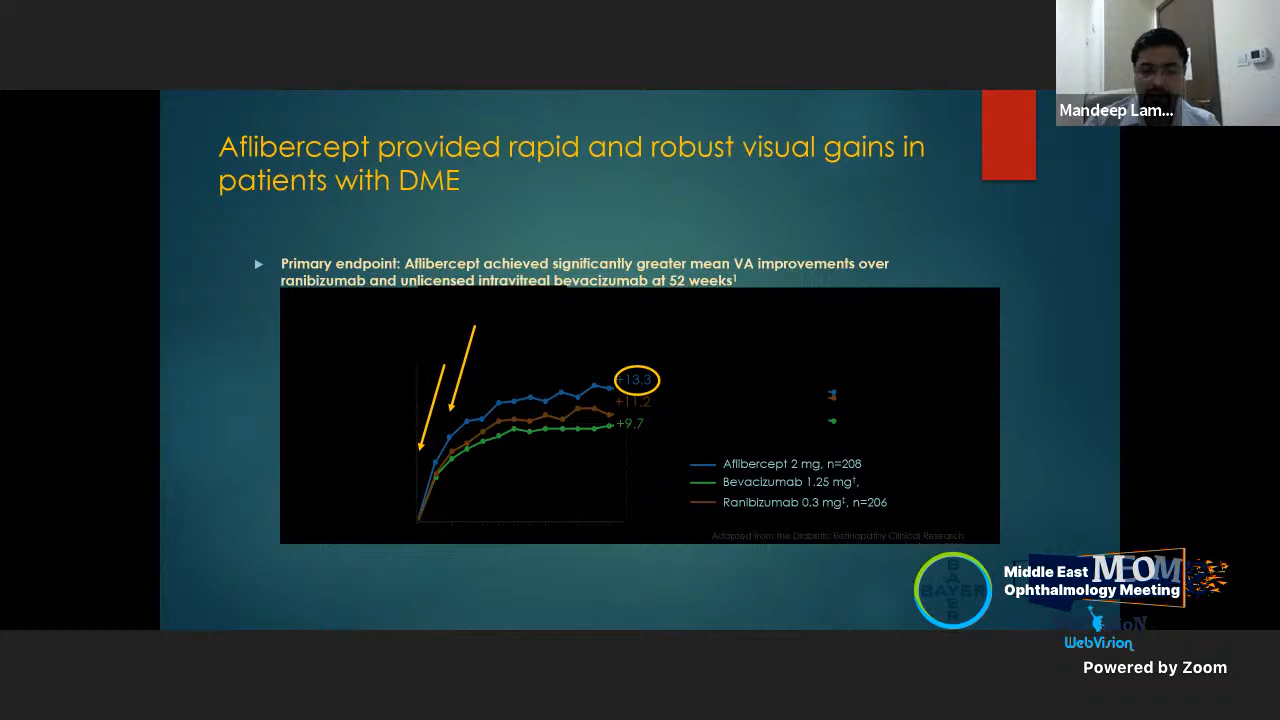 Mandeep Lam...
Aflibercept provided rapid and robust visual gains in
patients with DME
Primary endpoint: Aflibercept achieved significantly greater mean VA improvements over
ranibizumab and unlicensed intravitreal bevacizumab at 52 weeks¹
+13.3
+11.2
+9.7
Aflibercept 2 mg, n=208
Bevacizumab 1.25 mg†,
Ranibizumab 0.3 mg‡, n=206
Adapted from the Diabetic Retinopathy Clinical Research
BAYER
BAYER
Middle East MEOM
Ophthalmology Meeting
WebVision
Powered by Zoom